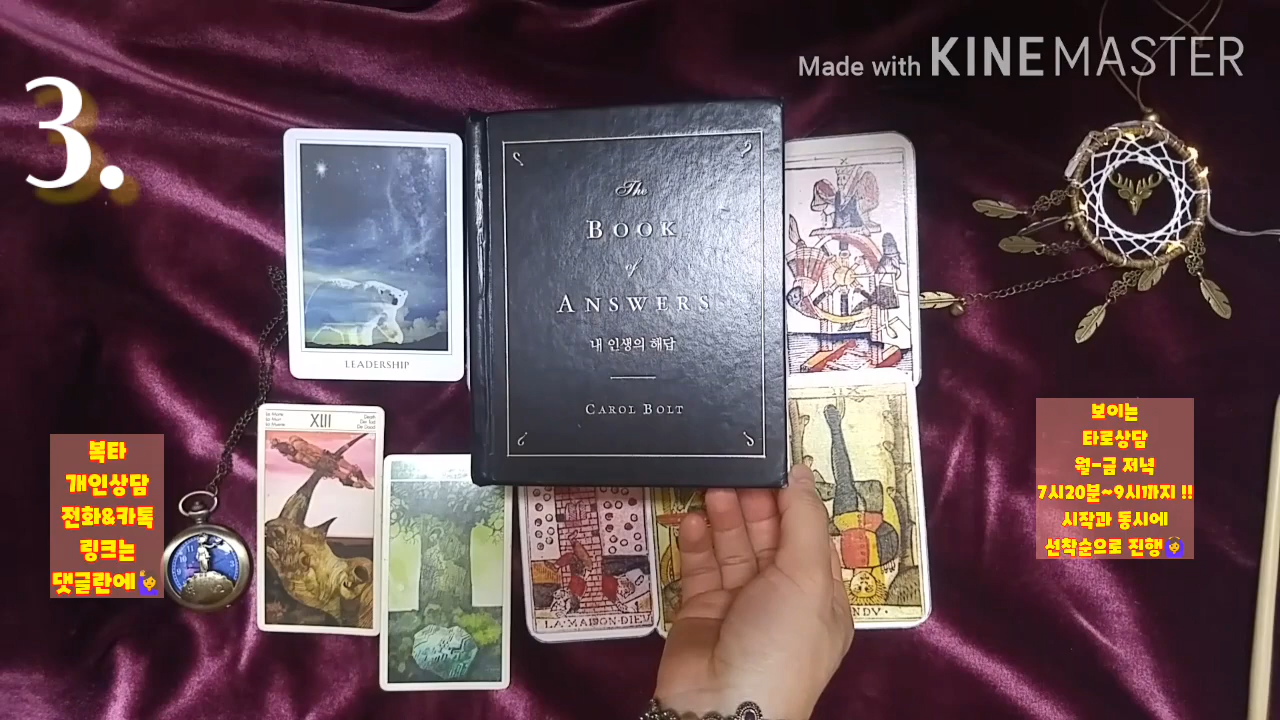 Made with KINEMASTER
3.
The
BOOK
of
ANSWERS
내 인생의 해답
CAROL BOLT
LEADERSHIP
XIII
X
LA·MAISON·DIEV
NDV·
복타
개인상담
전화&카톡
링크는
댓글란에🙋‍♀️
보이는
타로상담
월-금 저녁
7시20분~9시까지 !!
시작과 동시에
선착순으로 진행🙆‍♀️